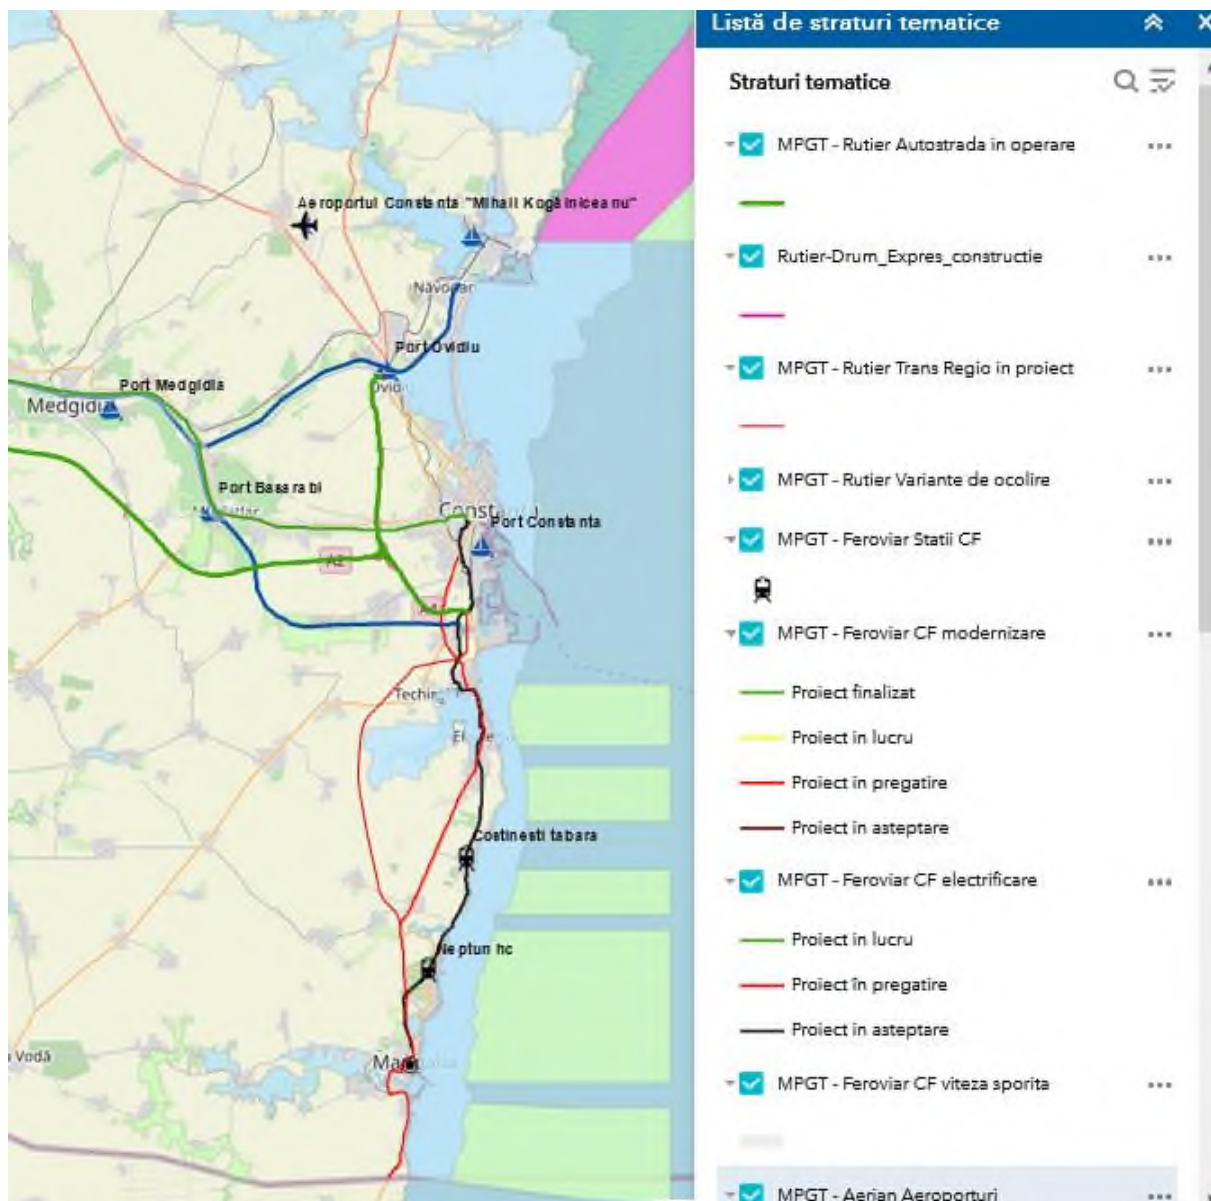 Listă de straturi tematice
Straturi tematice
MPGT - Rutier Autostrada in operare
Rutier-Drum_Expres_constructie
MPGT - Rutier Trans Regio in proiect
MPGT - Rutier Variante de ocolire
MPGT - Feroviar Statii CF
MPGT - Feroviar CF modernizare
Proiect finalizat
Proiect in lucru
Proiect in pregatire
Proiect in asteptare
MPGT - Feroviar CF electrificare
Proiect in lucru
Proiect în pregatire
Proiect in asteptare
MPGT - Feroviar CF viteza sporita
MPGT - Aerian Aeroporturi
Aeroportul Constanta "Mihail Kogălniceanu"
Port Ovidiu
Port Medgidia
Port Basarabi
A2
Port Constanta
Costinesti tabara
Neptun hc
Vodă